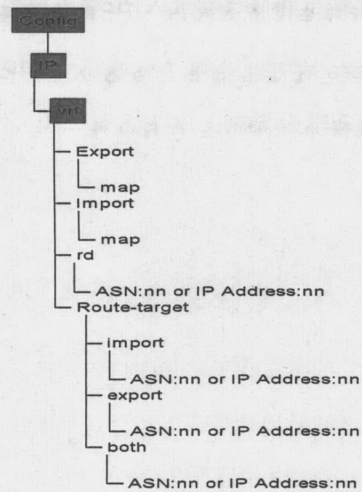 Config
IP
vrf
Export
map
Import
map
rd
ASN:nn or IP Address:nn
Route-target
import
ASN:nn or IP Address:nn
export
ASN:nn or IP Address:nn
both
ASN:nn or IP Address:nn